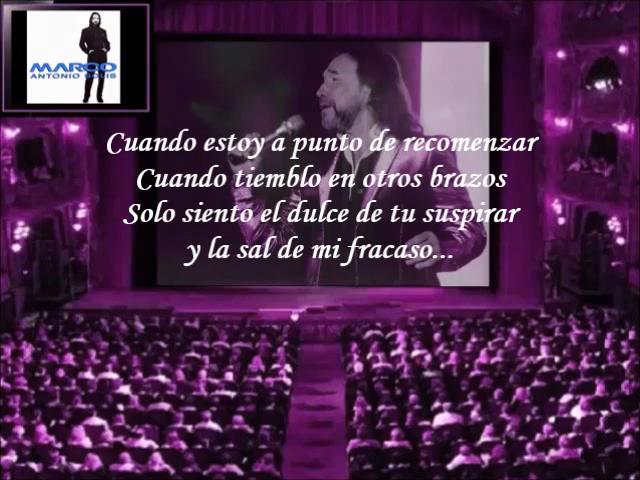 MARCO
ANTONIO SOLIS
Cuando estoy a punto de recomenzar
Cuando tiemblo en otros brazos
Solo siento el dulce de tu suspirar
y la sal de mi fracaso...